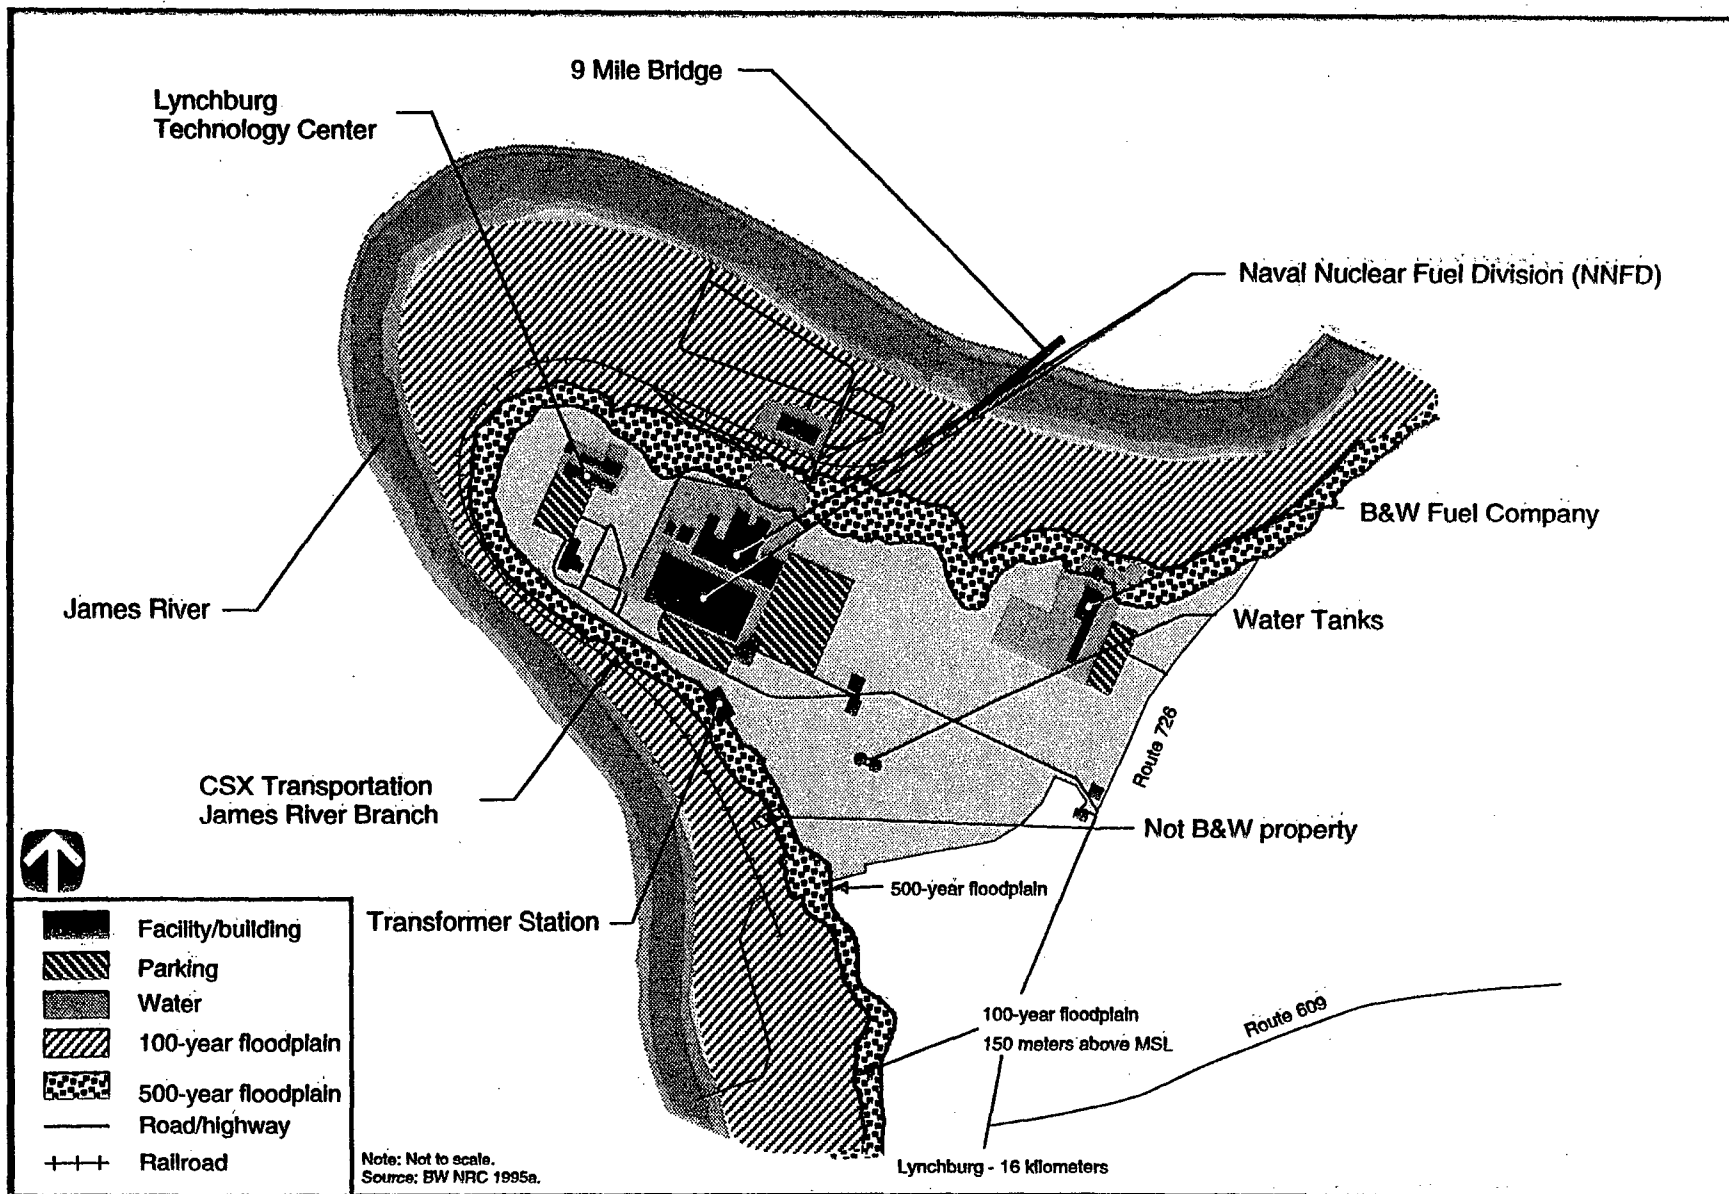 9 Mile Bridge
Lynchburg
Technology Center
Naval Nuclear Fuel Division (NNFD)
B&W Fuel Company
James River
Water Tanks
Route 726
CSX Transportation
James River Branch
Not B&W property
500-year floodplain
Transformer Station
Facility/building
Parking
Water
100-year floodplain
500-year floodplain
Road/highway
Railroad
100-year floodplain
150 meters above MSL
Route 609
Note: Not to scale.
Source: BW NRC 1995a.
Lynchburg - 16 kilometers